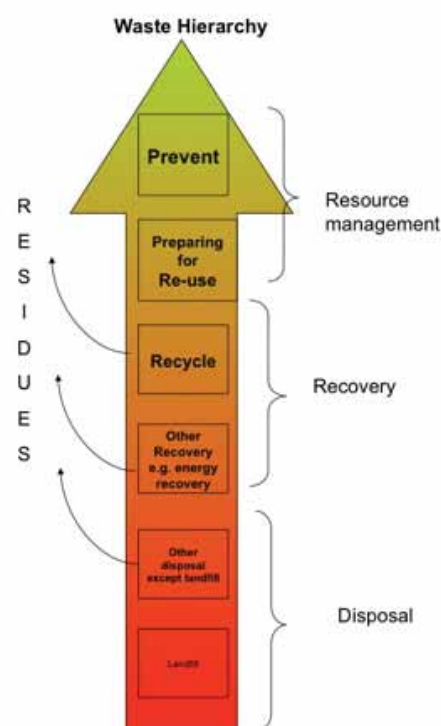 Waste Hierarchy
Prevent
Resource
management
Preparing
for
Re-use
R
E
S
I
D
U
E
S
Recycle
Recovery
Other
Recovery
e.g. energy
recovery
Other
disposal
except landfill
Disposal
Landfill